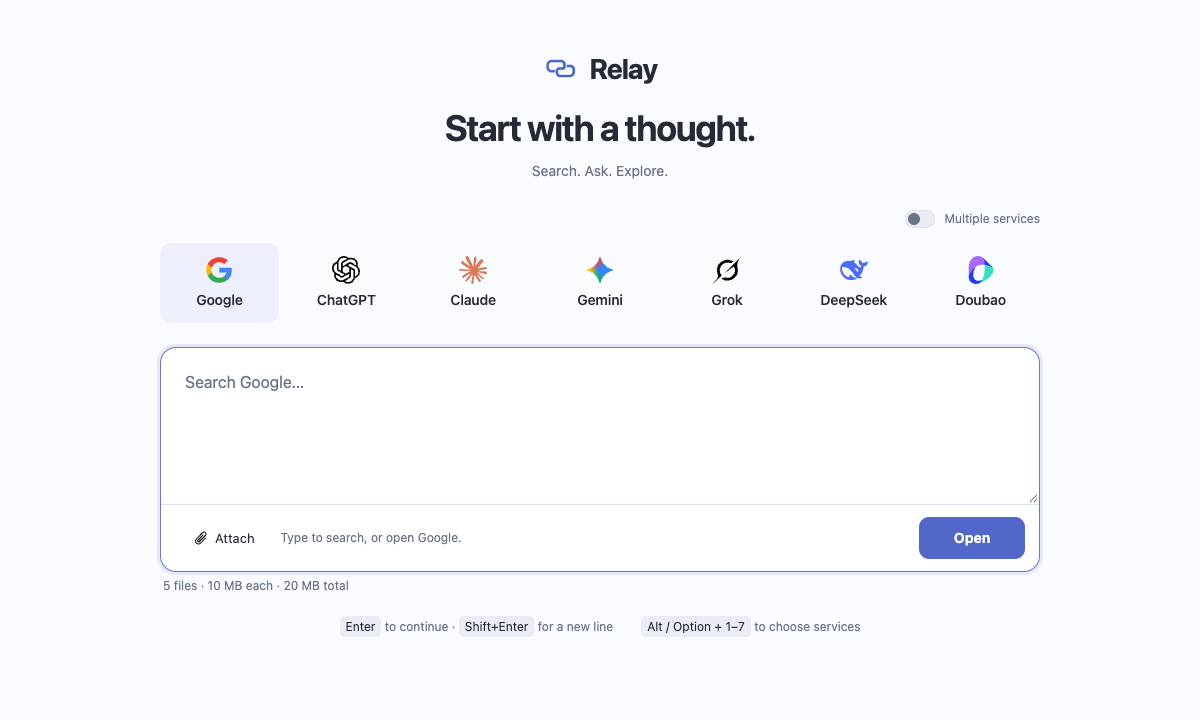 Relay
Start with a thought.
Search. Ask. Explore.
Multiple services
Google
ChatGPT
Claude
Gemini
Grok
DeepSeek
Doubao
Search Google...
Attach
Type to search, or open Google.
Open
5 files · 10 MB each · 20 MB total
Enter to continue · Shift+Enter for a new line Alt / Option + 1–7 to choose services